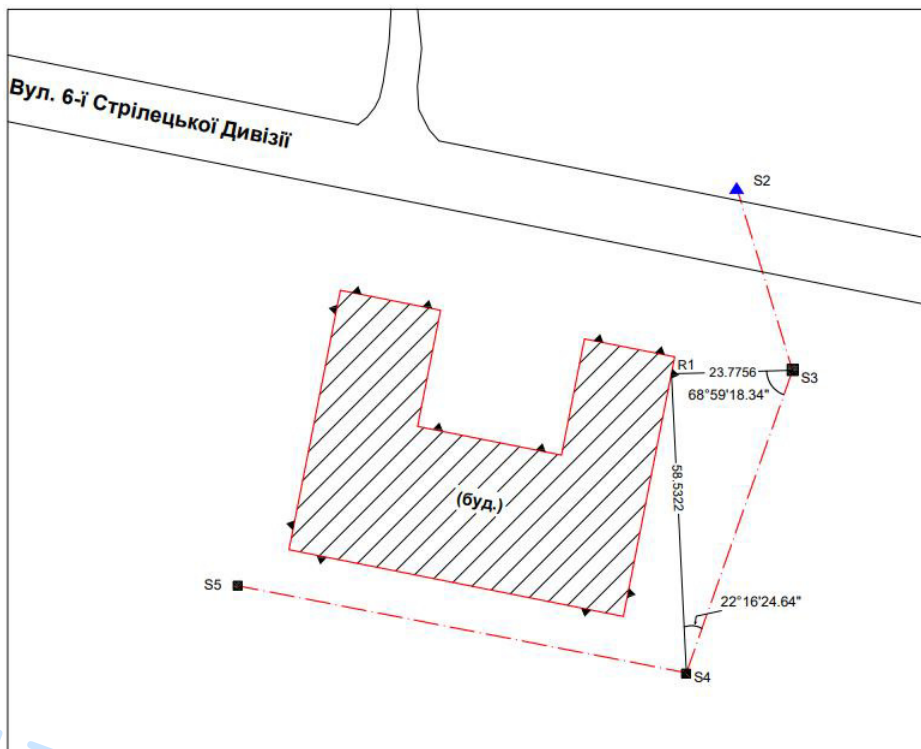 Вул. 6-ї Стрілецької Дивізії
S2
R1
23.7756
S3
68°59'18.34"
58.5322
(буд.)
S5
22°16'24.64"
S4